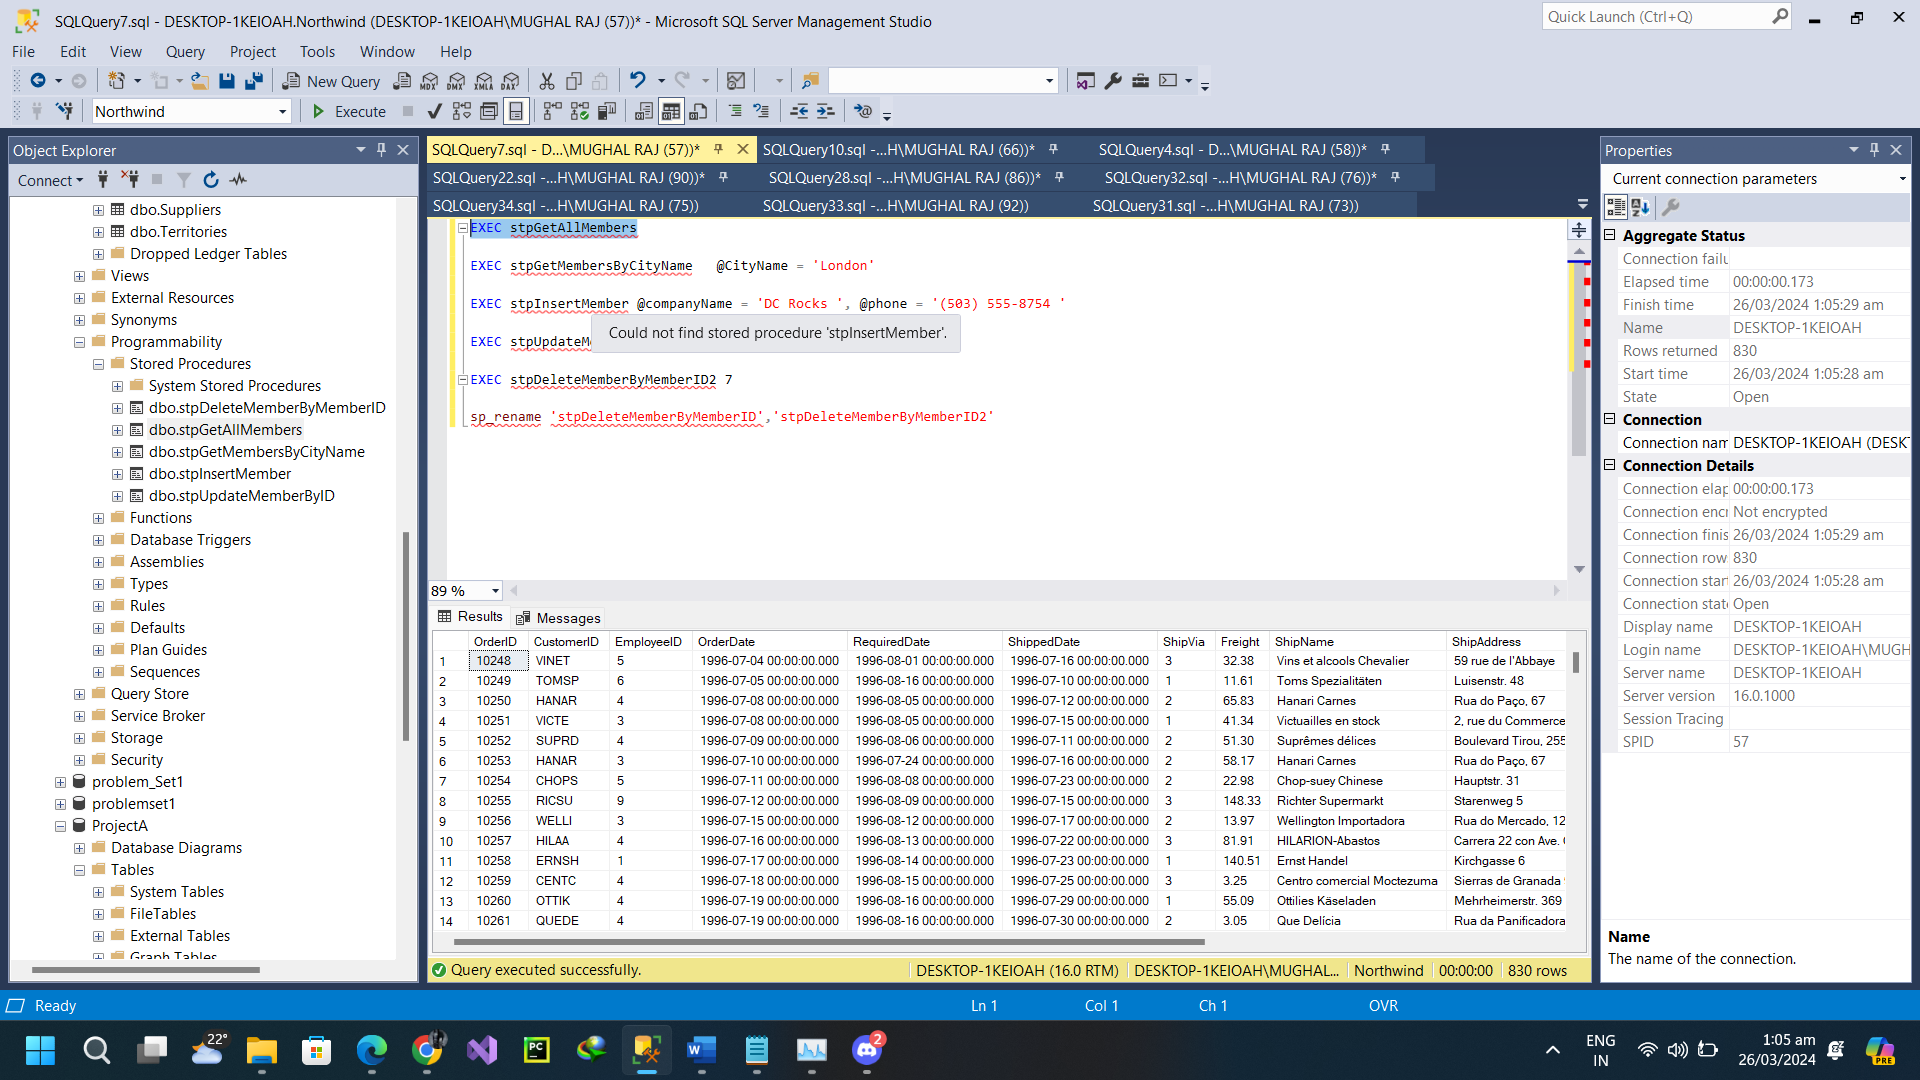 SQLQuery7.sql - DESKTOP-1KEIOAH.Northwind (DESKTOP-1KEIOAH\MUGHAL RAJ (57))* - Microsoft SQL Server Management Studio
Quick Launch (Ctrl+Q)
File Edit View Query Project Tools Window Help
New Query
MDX DMX XMLA DAX
Northwind
Execute
Object Explorer
Connect
dbo.Suppliers
dbo.Territories
Dropped Ledger Tables
Views
External Resources
Synonyms
Programmability
Stored Procedures
System Stored Procedures
dbo.stpDeleteMemberByMemberID
dbo.stpGetAllMembers
dbo.stpGetMembersByCityName
dbo.stpInsertMember
dbo.stpUpdateMemberByID
Functions
Database Triggers
Assemblies
Types
Rules
Defaults
Plan Guides
Sequences
Query Store
Service Broker
Storage
Security
problem_Set1
problemset1
ProjectA
Database Diagrams
Tables
System Tables
FileTables
External Tables
Graph Tables
SQLQuery7.sql - D...\MUGHAL RAJ (57))* SQLQuery10.sql -...H\MUGHAL RAJ (66))* SQLQuery4.sql - D...\MUGHAL RAJ (58))*
SQLQuery22.sql -...H\MUGHAL RAJ (90))* SQLQuery28.sql -...H\MUGHAL RAJ (86))* SQLQuery32.sql -...H\MUGHAL RAJ (76))*
SQLQuery34.sql -...H\MUGHAL RAJ (75)) SQLQuery33.sql -...H\MUGHAL RAJ (92)) SQLQuery31.sql -...H\MUGHAL RAJ (73))
EXEC stpGetAllMembers
EXEC stpGetMembersByCityName @CityName = 'London'
EXEC stpInsertMember @companyName = 'DC Rocks ', @phone = '(503) 555-8754 '
Could not find stored procedure 'stpInsertMember'.
EXEC stpUpdateM
EXEC stpDeleteMemberByMemberID2 7
sp_rename 'stpDeleteMemberByMemberID','stpDeleteMemberByMemberID2'
89 %
Results Messages
OrderID CustomerID EmployeeID OrderDate RequiredDate ShippedDate ShipVia Freight ShipName ShipAddress
1 10248 VINET 5 1996-07-04 00:00:00.000 1996-08-01 00:00:00.000 1996-07-16 00:00:00.000 3 32.38 Vins et alcools Chevalier 59 rue de l'Abbaye
2 10249 TOMSP 6 1996-07-05 00:00:00.000 1996-08-16 00:00:00.000 1996-07-10 00:00:00.000 1 11.61 Toms Spezialitäten Luisenstr. 48
3 10250 HANAR 4 1996-07-08 00:00:00.000 1996-08-05 00:00:00.000 1996-07-12 00:00:00.000 2 65.83 Hanari Carnes Rua do Paço, 67
4 10251 VICTE 3 1996-07-08 00:00:00.000 1996-08-05 00:00:00.000 1996-07-15 00:00:00.000 1 41.34 Victuailles en stock 2, rue du Commerce
5 10252 SUPRD 4 1996-07-09 00:00:00.000 1996-08-06 00:00:00.000 1996-07-11 00:00:00.000 2 51.30 Suprêmes délices Boulevard Tirou, 255
6 10253 HANAR 3 1996-07-10 00:00:00.000 1996-07-24 00:00:00.000 1996-07-16 00:00:00.000 2 58.17 Hanari Carnes Rua do Paço, 67
7 10254 CHOPS 5 1996-07-11 00:00:00.000 1996-08-08 00:00:00.000 1996-07-23 00:00:00.000 2 22.98 Chop-suey Chinese Hauptstr. 31
8 10255 RICSU 9 1996-07-12 00:00:00.000 1996-08-09 00:00:00.000 1996-07-15 00:00:00.000 3 148.33 Richter Supermarkt Starenweg 5
9 10256 WELLI 3 1996-07-15 00:00:00.000 1996-08-12 00:00:00.000 1996-07-17 00:00:00.000 2 13.97 Wellington Importadora Rua do Mercado, 12
10 10257 HILAA 4 1996-07-16 00:00:00.000 1996-08-13 00:00:00.000 1996-07-22 00:00:00.000 3 81.91 HILARION-Abastos Carrera 22 con Ave.
11 10258 ERNSH 1 1996-07-17 00:00:00.000 1996-08-14 00:00:00.000 1996-07-23 00:00:00.000 1 140.51 Ernst Handel Kirchgasse 6
12 10259 CENTC 4 1996-07-18 00:00:00.000 1996-08-15 00:00:00.000 1996-07-25 00:00:00.000 3 3.25 Centro comercial Moctezuma Sierras de Granada
13 10260 OTTIK 4 1996-07-19 00:00:00.000 1996-08-16 00:00:00.000 1996-07-29 00:00:00.000 1 55.09 Ottilies Käseladen Mehrheimerstr. 369
14 10261 QUEDE 4 1996-07-19 00:00:00.000 1996-08-16 00:00:00.000 1996-07-30 00:00:00.000 2 3.05 Que Delícia Rua da Panificadora
Query executed successfully. DESKTOP-1KEIOAH (16.0 RTM) DESKTOP-1KEIOAH\MUGHAL... Northwind 00:00:00 830 rows
Properties
Current connection parameters
Aggregate Status
Connection failu
Elapsed time 00:00:00.173
Finish time 26/03/2024 1:05:29 am
Name DESKTOP-1KEIOAH
Rows returned 830
Start time 26/03/2024 1:05:28 am
State Open
Connection
Connection nam DESKTOP-1KEIOAH (DESK
Connection Details
Connection elap 00:00:00.173
Connection encr Not encrypted
Connection finis 26/03/2024 1:05:29 am
Connection row 830
Connection start 26/03/2024 1:05:28 am
Connection state Open
Display name DESKTOP-1KEIOAH
Login name DESKTOP-1KEIOAH\MUGH
Server name DESKTOP-1KEIOAH
Server version 16.0.1000
Session Tracing
SPID 57
Name
The name of the connection.
Ready Ln 1 Col 1 Ch 1 OVR
22°
PC
W
2
ENG
IN
1:05 am
26/03/2024
PRE